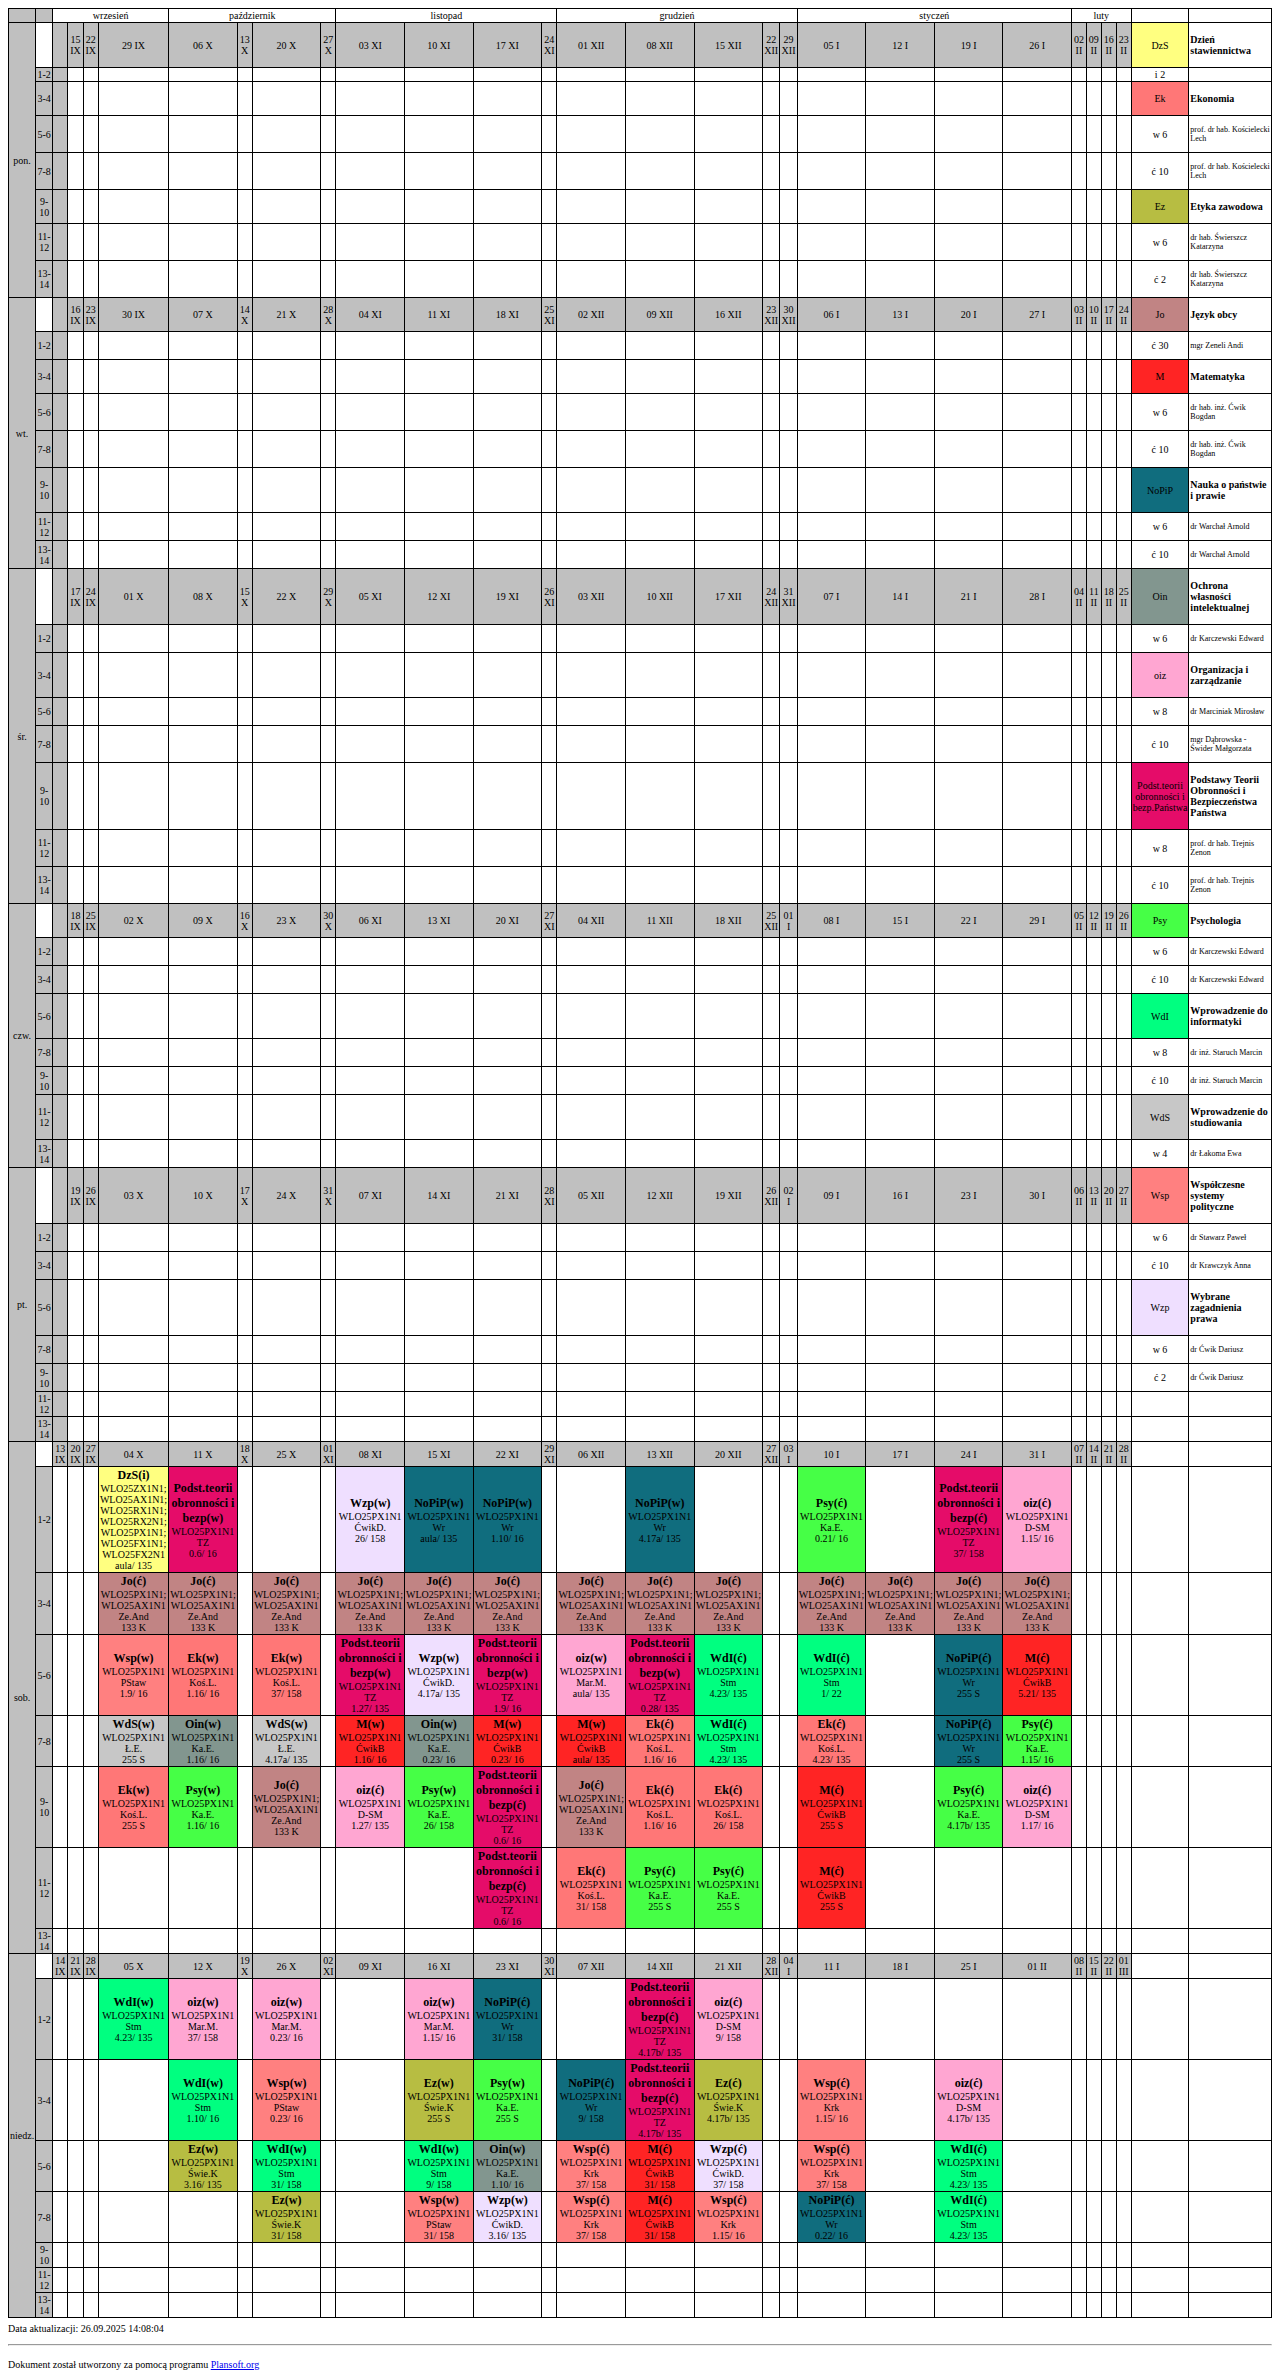 wrzesień październik listopad grudzień styczeń luty
pon. 15 IX 22 IX 29 IX 06 X 13 X 20 X 27 X 03 XI 10 XI 17 XI 24 XI 01 XII 08 XII 15 XII 22 XII 29 XII 05 I 12 I 19 I 26 I 02 II 09 II 16 II 23 II DzS Dzień stawiennictwa
1-2 i 2
3-4 Ek Ekonomia
5-6 w 6 prof. dr hab. Kościelecki Lech
7-8 ć 10 prof. dr hab. Kościelecki Lech
9-10 Ez Etyka zawodowa
11-12 w 6 dr hab. Świerszcz Katarzyna
13-14 ć 2 dr hab. Świerszcz Katarzyna
wt. 16 IX 23 IX 30 IX 07 X 14 X 21 X 28 X 04 XI 11 XI 18 XI 25 XI 02 XII 09 XII 16 XII 23 XII 30 XII 06 I 13 I 20 I 27 I 03 II 10 II 17 II 24 II Jo Język obcy
1-2 ć 30 mgr Zeneli Andi
3-4 M Matematyka
5-6 w 6 dr hab. inż. Ćwik Bogdan
7-8 ć 10 dr hab. inż. Ćwik Bogdan
9-10 NoPiP Nauka o państwie i prawie
11-12 w 6 dr Warchał Arnold
13-14 ć 10 dr Warchał Arnold
śr. 17 IX 24 IX 01 X 08 X 15 X 22 X 29 X 05 XI 12 XI 19 XI 26 XI 03 XII 10 XII 17 XII 24 XII 31 XII 07 I 14 I 21 I 28 I 04 II 11 II 18 II 25 II Oin Ochrona własności intelektualnej
1-2 w 6 dr Karczewski Edward
3-4 oiz Organizacja i zarządzanie
5-6 w 8 dr Marciniak Mirosław
7-8 ć 10 mgr Dąbrowska - Świder Małgorzata
9-10 Podst.teorii obronności i bezp.Państwa Podstawy Teorii Obronności i Bezpieczeństwa Państwa
11-12 w 8 prof. dr hab. Trejnis Zenon
13-14 ć 10 prof. dr hab. Trejnis Zenon
czw. 18 IX 25 IX 02 X 09 X 16 X 23 X 30 X 06 XI 13 XI 20 XI 27 XI 04 XII 11 XII 18 XII 25 XII 01 I 08 I 15 I 22 I 29 I 05 II 12 II 19 II 26 II Psy Psychologia
1-2 w 6 dr Karczewski Edward
3-4 ć 10 dr Karczewski Edward
5-6 WdI Wprowadzenie do informatyki
7-8 w 8 dr inż. Staruch Marcin
9-10 ć 10 dr inż. Staruch Marcin
11-12 WdS Wprowadzenie do studiowania
13-14 w 4 dr Łakoma Ewa
pt. 19 IX 26 IX 03 X 10 X 17 X 24 X 31 X 07 XI 14 XI 21 XI 28 XI 05 XII 12 XII 19 XII 26 XII 02 I 09 I 16 I 23 I 30 I 06 II 13 II 20 II 27 II Wsp Współczesne systemy polityczne
1-2 w 6 dr Stawarz Paweł
3-4 ć 10 dr Krawczyk Anna
5-6 Wzp Wybrane zagadnienia prawa
7-8 w 6 dr Ćwik Dariusz
9-10 ć 2 dr Ćwik Dariusz
11-12
13-14
sob. 13 IX 20 IX 27 IX 04 X 11 X 18 X 25 X 01 XI 08 XI 15 XI 22 XI 29 XI 06 XII 13 XII 20 XII 27 XII 03 I 10 I 17 I 24 I 31 I 07 II 14 II 21 II 28 II
1-2 DzS(i) WLO25ZX1N1; WLO25AX1N1; WLO25RX1N1; WLO25RX2N1; WLO25PX1N1; WLO25FX1N1; WLO25FX2N1 aula/ 135 Podst.teorii obronności i bezp(w) WLO25PX1N1 TZ 0.6/ 16 Wzp(w) WLO25PX1N1 ĆwikD. 26/ 158 NoPiP(w) WLO25PX1N1 Wr aula/ 135 NoPiP(w) WLO25PX1N1 Wr 1.10/ 16 NoPiP(w) WLO25PX1N1 Wr 4.17a/ 135 Psy(ć) WLO25PX1N1 Ka.E. 0.21/ 16 Podst.teorii obronności i bezp(ć) WLO25PX1N1 TZ 37/ 158 oiz(ć) WLO25PX1N1 D-SM 1.15/ 16
3-4 Jo(ć) WLO25PX1N1; WLO25AX1N1 Ze.And 133 K Jo(ć) WLO25PX1N1; WLO25AX1N1 Ze.And 133 K Jo(ć) WLO25PX1N1; WLO25AX1N1 Ze.And 133 K Jo(ć) WLO25PX1N1; WLO25AX1N1 Ze.And 133 K Jo(ć) WLO25PX1N1; WLO25AX1N1 Ze.And 133 K Jo(ć) WLO25PX1N1; WLO25AX1N1 Ze.And 133 K Jo(ć) WLO25PX1N1; WLO25AX1N1 Ze.And 133 K Jo(ć) WLO25PX1N1; WLO25AX1N1 Ze.And 133 K Jo(ć) WLO25PX1N1; WLO25AX1N1 Ze.And 133 K Jo(ć) WLO25PX1N1; WLO25AX1N1 Ze.And 133 K Jo(ć) WLO25PX1N1; WLO25AX1N1 Ze.And 133 K Jo(ć) WLO25PX1N1; WLO25AX1N1 Ze.And 133 K Jo(ć) WLO25PX1N1; WLO25AX1N1 Ze.And 133 K
5-6 Wsp(w) WLO25PX1N1 PStaw 1.9/ 16 Ek(w) WLO25PX1N1 Koś.L. 1.16/ 16 Ek(w) WLO25PX1N1 Koś.L. 37/ 158 Podst.teorii obronności i bezp(w) WLO25PX1N1 TZ 1.27/ 135 Wzp(w) WLO25PX1N1 ĆwikD. 4.17a/ 135 Podst.teorii obronności i bezp(w) WLO25PX1N1 TZ 1.9/ 16 oiz(w) WLO25PX1N1 Mar.M. aula/ 135 Podst.teorii obronności i bezp(w) WLO25PX1N1 TZ 0.28/ 135 WdI(ć) WLO25PX1N1 Stm 4.23/ 135 WdI(ć) WLO25PX1N1 Stm 1/ 22 NoPiP(ć) WLO25PX1N1 Wr 255 S M(ć) WLO25PX1N1 ĆwikB 5.21/ 135
7-8 WdS(w) WLO25PX1N1 Ł.E. 255 S Oin(w) WLO25PX1N1 Ka.E. 1.16/ 16 WdS(w) WLO25PX1N1 Ł.E. 4.17a/ 135 M(w) WLO25PX1N1 ĆwikB 1.16/ 16 Oin(w) WLO25PX1N1 Ka.E. 0.23/ 16 M(w) WLO25PX1N1 ĆwikB 0.23/ 16 M(w) WLO25PX1N1 ĆwikB aula/ 135 Ek(ć) WLO25PX1N1 Koś.L. 1.16/ 16 WdI(ć) WLO25PX1N1 Stm 4.23/ 135 Ek(ć) WLO25PX1N1 Koś.L. 4.23/ 135 NoPiP(ć) WLO25PX1N1 Wr 255 S Psy(ć) WLO25PX1N1 Ka.E. 1.15/ 16
9-10 Ek(w) WLO25PX1N1 Koś.L. 255 S Psy(w) WLO25PX1N1 Ka.E. 1.16/ 16 Jo(ć) WLO25PX1N1; WLO25AX1N1 Ze.And 133 K oiz(ć) WLO25PX1N1 D-SM 1.27/ 135 Psy(w) WLO25PX1N1 Ka.E. 26/ 158 Podst.teorii obronności i bezp(ć) WLO25PX1N1 TZ 0.6/ 16 Jo(ć) WLO25PX1N1; WLO25AX1N1 Ze.And 133 K Ek(ć) WLO25PX1N1 Koś.L. 1.16/ 16 Ek(ć) WLO25PX1N1 Koś.L. 26/ 158 M(ć) WLO25PX1N1 ĆwikB 255 S Psy(ć) WLO25PX1N1 Ka.E. 4.17b/ 135 oiz(ć) WLO25PX1N1 D-SM 1.17/ 16
11-12 Podst.teorii obronności i bezp(ć) WLO25PX1N1 TZ 0.6/ 16 Ek(ć) WLO25PX1N1 Koś.L. 31/ 158 Psy(ć) WLO25PX1N1 Ka.E. 255 S Psy(ć) WLO25PX1N1 Ka.E. 255 S M(ć) WLO25PX1N1 ĆwikB 255 S
13-14
niedz. 14 IX 21 IX 28 IX 05 X 12 X 19 X 26 X 02 XI 09 XI 16 XI 23 XI 30 XI 07 XII 14 XII 21 XII 28 XII 04 I 11 I 18 I 25 I 01 II 08 II 15 II 22 II 01 III
1-2 WdI(w) WLO25PX1N1 Stm 4.23/ 135 oiz(w) WLO25PX1N1 Mar.M. 37/ 158 oiz(w) WLO25PX1N1 Mar.M. 0.23/ 16 oiz(w) WLO25PX1N1 Mar.M. 1.15/ 16 NoPiP(ć) WLO25PX1N1 Wr 31/ 158 Podst.teorii obronności i bezp(ć) WLO25PX1N1 TZ 4.17b/ 135 oiz(ć) WLO25PX1N1 D-SM 9/ 158
3-4 WdI(w) WLO25PX1N1 Stm 1.10/ 16 Wsp(w) WLO25PX1N1 PStaw 0.23/ 16 Ez(w) WLO25PX1N1 Świe.K 255 S Psy(w) WLO25PX1N1 Ka.E. 255 S NoPiP(ć) WLO25PX1N1 Wr 9/ 158 Podst.teorii obronności i bezp(ć) WLO25PX1N1 TZ 4.17b/ 135 Ez(ć) WLO25PX1N1 Świe.K 4.17b/ 135 Wsp(ć) WLO25PX1N1 Krk 1.15/ 16 oiz(ć) WLO25PX1N1 D-SM 4.17b/ 135
5-6 Ez(w) WLO25PX1N1 Świe.K 3.16/ 135 WdI(w) WLO25PX1N1 Stm 31/ 158 WdI(w) WLO25PX1N1 Stm 9/ 158 Oin(w) WLO25PX1N1 Ka.E. 1.10/ 16 Wsp(ć) WLO25PX1N1 Krk 37/ 158 M(ć) WLO25PX1N1 ĆwikB 31/ 158 Wzp(ć) WLO25PX1N1 ĆwikD. 37/ 158 Wsp(ć) WLO25PX1N1 Krk 37/ 158 WdI(ć) WLO25PX1N1 Stm 4.23/ 135
7-8 Ez(w) WLO25PX1N1 Świe.K 31/ 158 Wsp(w) WLO25PX1N1 PStaw 31/ 158 Wzp(w) WLO25PX1N1 ĆwikD. 3.16/ 135 Wsp(ć) WLO25PX1N1 Krk 37/ 158 M(ć) WLO25PX1N1 ĆwikB 31/ 158 Wsp(ć) WLO25PX1N1 Krk 1.15/ 16 NoPiP(ć) WLO25PX1N1 Wr 0.22/ 16 WdI(ć) WLO25PX1N1 Stm 4.23/ 135
9-10
11-12
13-14
Data aktualizacji: 26.09.2025 14:08:04
Dokument został utworzony za pomocą programu Plansoft.org